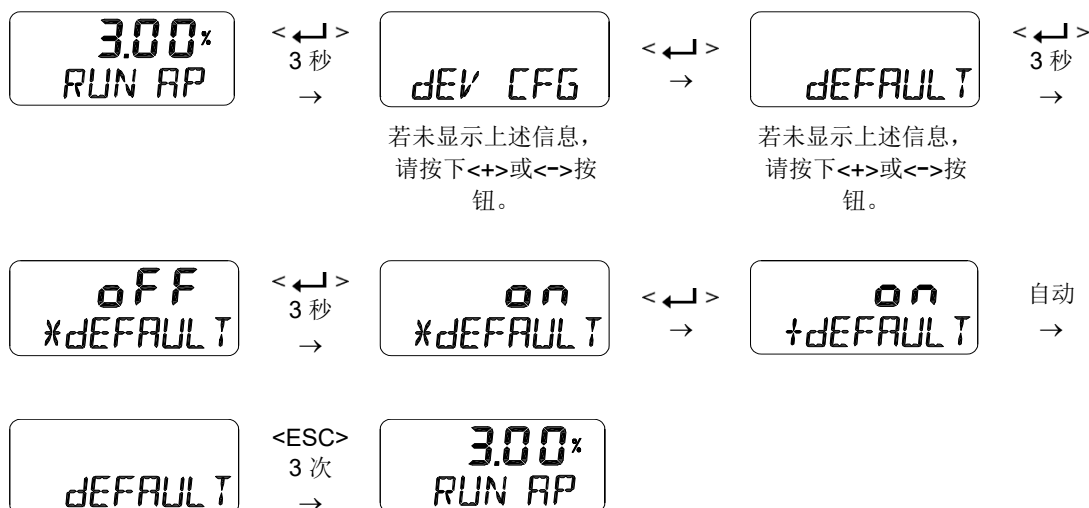 3.00%
RUN AP
<↵>
3 秒
→
dEV CFG
若未显示上述信息，
请按下<+>或<->按
钮。
<↵>
→
dEFAULT
若未显示上述信息，
请按下<+>或<->按
钮。
<↵>
3 秒
→
oFF
*dEFAULT
<↵>
3 秒
→
on
*dEFAULT
<↵>
→
on
+dEFAULT
自动
→
dEFAULT
<ESC>
3 次
→
3.00%
RUN AP